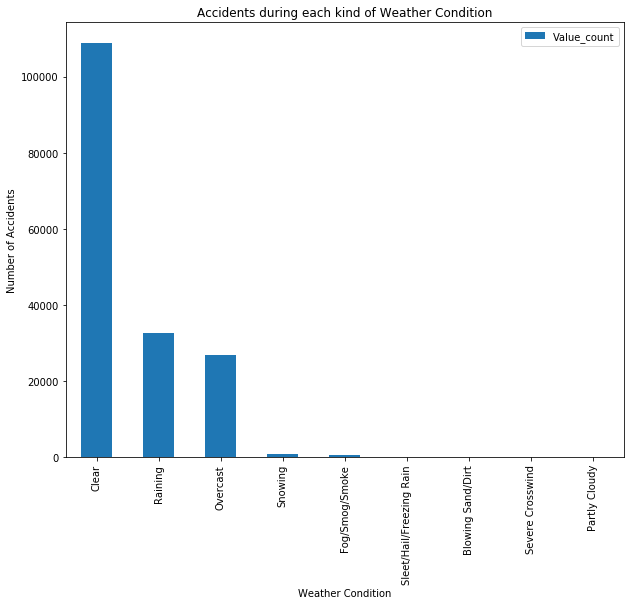 Accidents during each kind of Weather Condition
Value_count
Number of Accidents
100000
80000
60000
40000
20000
0
Clear
Raining
Overcast
Snowing
Fog/Smog/Smoke
Sleet/Hail/Freezing Rain
Blowing Sand/Dirt
Severe Crosswind
Partly Cloudy
Weather Condition